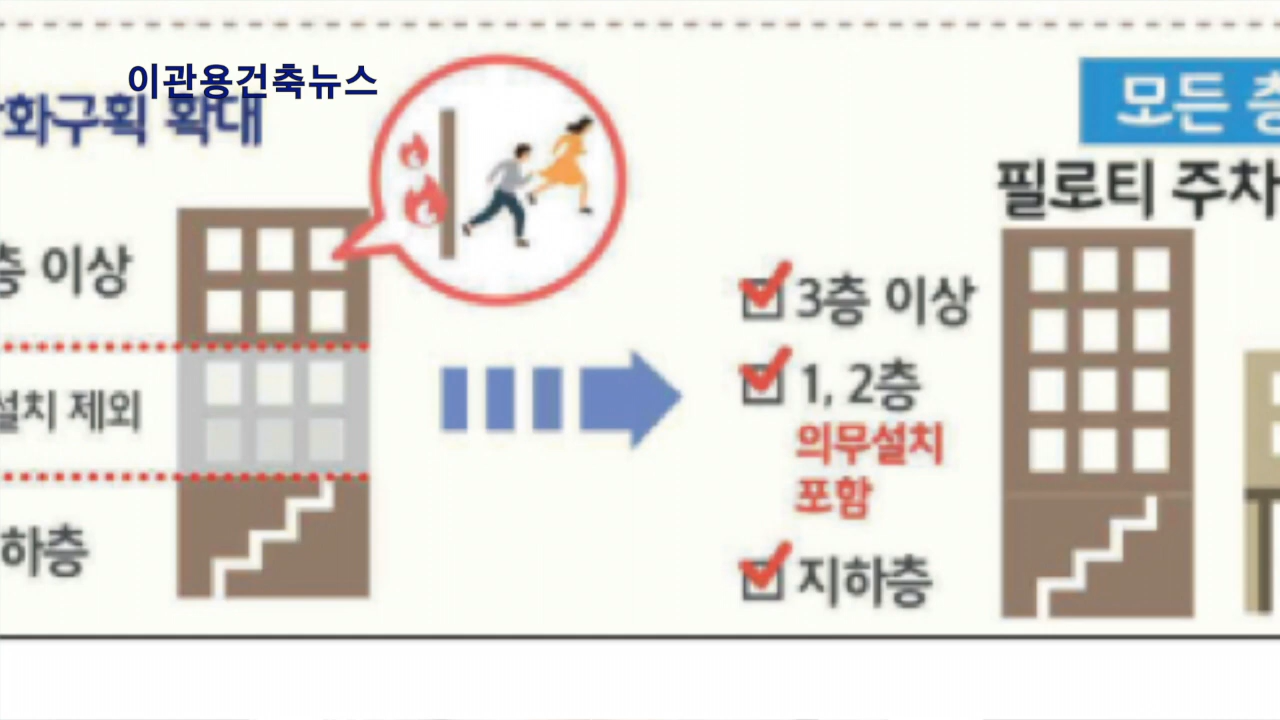 이관용건축뉴스
화구획 확대
층 이상
설치 제외
하층
3층 이상
1, 2층
의무설치
포함
지하층
모든 층
필로티 주차